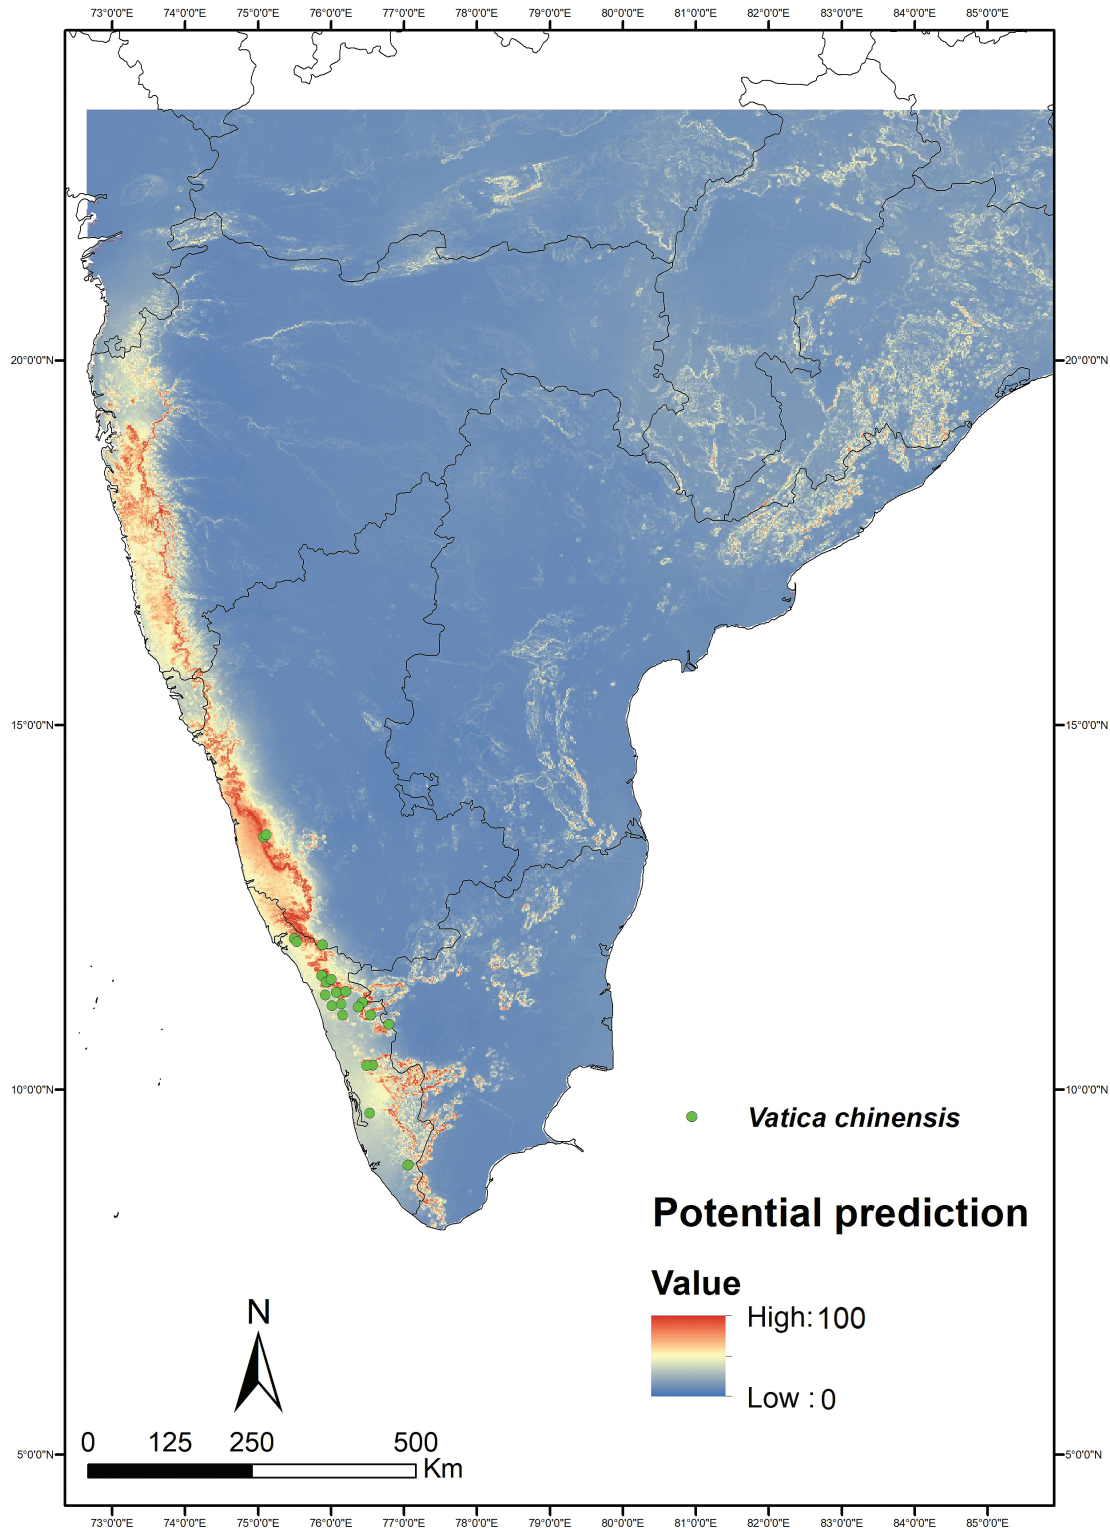 73°0'0"E 74°0'0"E 75°0'0"E 76°0'0"E 77°0'0"E 78°0'0"E 79°0'0"E 80°0'0"E 81°0'0"E 82°0'0"E 83°0'0"E 84°0'0"E 85°0'0"E
20°0'0"N 20°0'0"N
15°0'0"N 15°0'0"N
10°0'0"N 10°0'0"N
Vatica chinensis
Potential prediction
Value
High: 100
Low : 0
N
0 125 250 500
Km
5°0'0"N 5°0'0"N
73°0'0"E 74°0'0"E 75°0'0"E 76°0'0"E 77°0'0"E 78°0'0"E 79°0'0"E 80°0'0"E 81°0'0"E 82°0'0"E 83°0'0"E 84°0'0"E 85°0'0"E